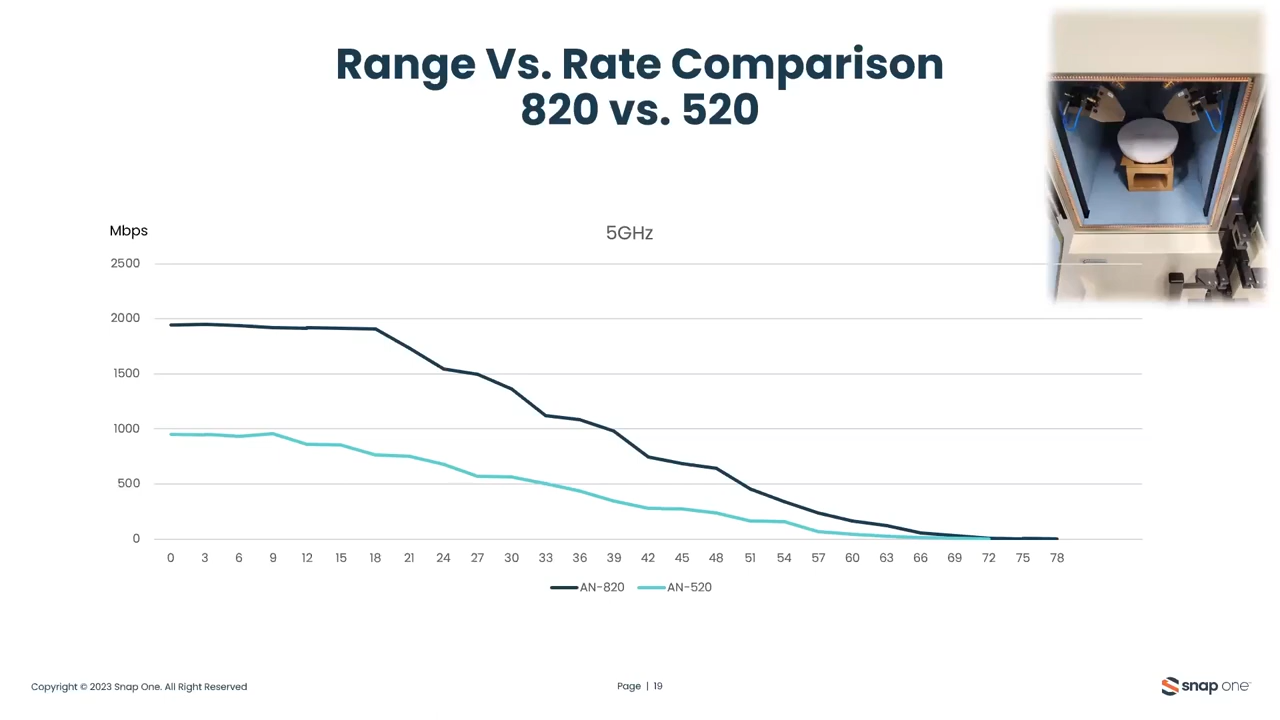 Range Vs. Rate Comparison
820 vs. 520
Mbps
5GHz
2500
2000
1500
1000
500
0
0 3 6 9 12 15 18 21 24 27 30 33 36 39 42 45 48 51 54 57 60 63 66 69 72 75 78
AN-820 AN-520
Copyright © 2023 Snap One. All Right Reserved
Page | 19
snap one